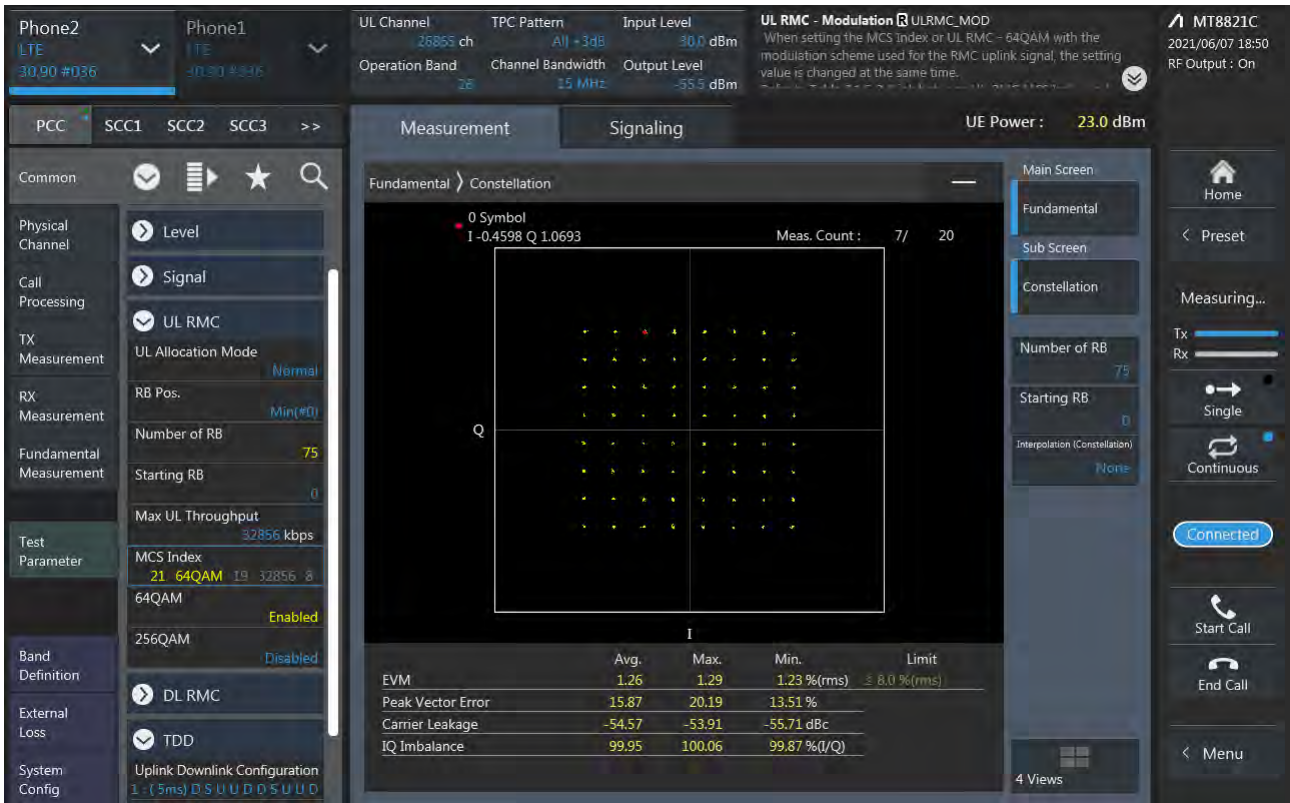 Phone2
LTE
30.90 #036
Phone1
LTE
30.90 #036
UL Channel
26865 ch
Operation Band
26
TPC Pattern
All +3dB
Channel Bandwidth
15 MHz
Input Level
30.0 dBm
Output Level
-55.5 dBm
UL RMC - Modulation R ULRMC_MOD
When setting the MCS Index or UL RMC – 64QAM with the
modulation scheme used for the RMC uplink signal, the setting
value is changed at the same time.
MT8821C
2021/06/07 18:50
RF Output : On
PCC SCC1 SCC2 SCC3 >>
Measurement
Signaling
UE Power : 23.0 dBm
Common
Physical
Channel
Call
Processing
TX
Measurement
RX
Measurement
Fundamental
Measurement
Test
Parameter
Band
Definition
External
Loss
System
Config
Level
Signal
UL RMC
UL Allocation Mode
Normal
RB Pos.
Min(#0)
Number of RB
75
Starting RB
0
Max UL Throughput
32856 kbps
MCS Index
21 64QAM 19 32856 8
64QAM
Enabled
256QAM
Disabled
DL RMC
TDD
Uplink Downlink Configuration
1 : ( 5ms) D S U U D D S U U D
Fundamental > Constellation
0 Symbol
I -0.4598 Q 1.0693
Meas. Count : 7/ 20
Q
I
Avg. Max. Min. Limit
EVM 1.26 1.29 1.23 %(rms) ≦ 8.0 %(rms)
Peak Vector Error 15.87 20.19 13.51 %
Carrier Leakage -54.57 -53.91 -55.71 dBc
IQ Imbalance 99.95 100.06 99.87 %(I/Q)
Main Screen
Fundamental
Sub Screen
Constellation
Number of RB
75
Starting RB
0
Interpolation (Constellation)
None
4 Views
Home
< Preset
Measuring...
Tx
Rx
Single
Continuous
Connected
Start Call
End Call
< Menu